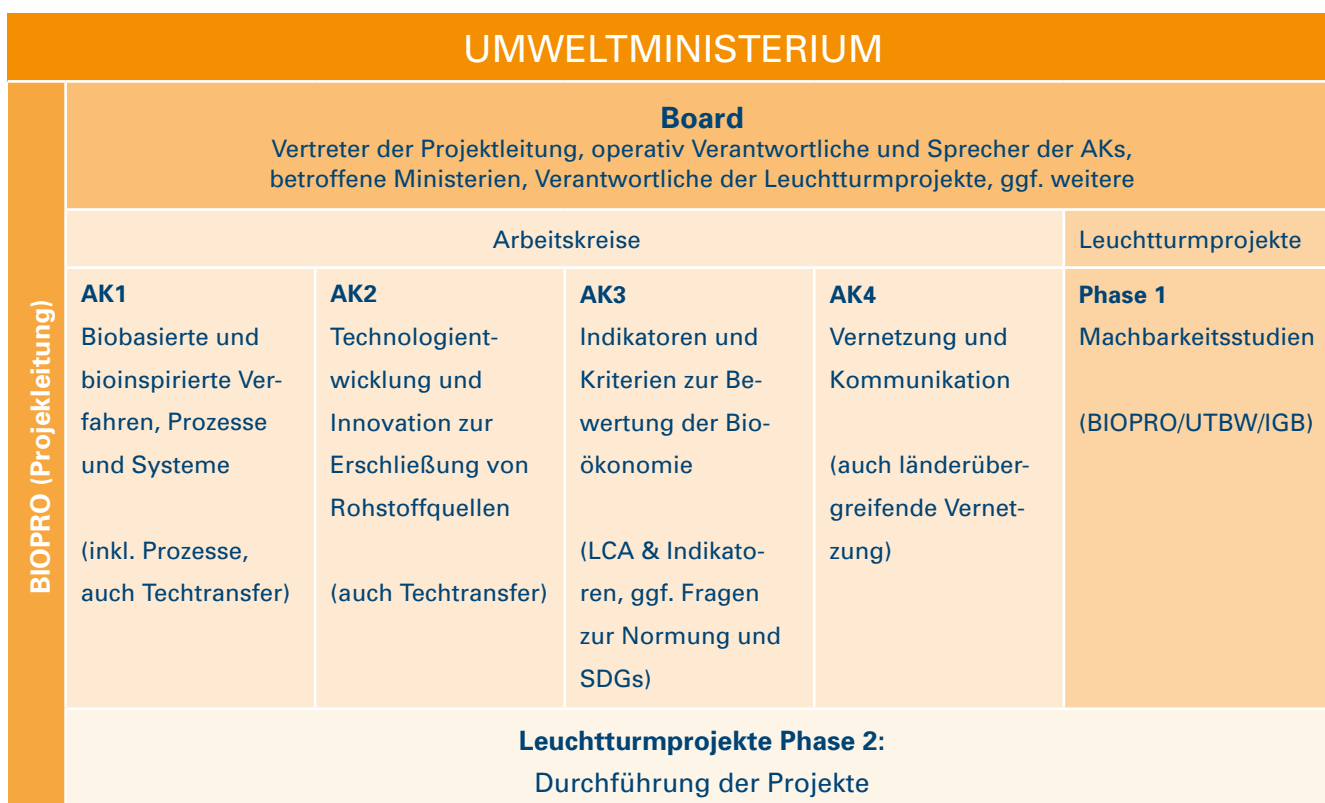 UMWELTMINISTERIUM
BIOPRO (Projekleitung)
Board
Vertreter der Projektleitung, operativ Verantwortliche und Sprecher der AKs,
betroffene Ministerien, Verantwortliche der Leuchtturmprojekte, ggf. weitere
Arbeitskreise
Leuchtturmprojekte
AK1
Biobasierte und
bioinspirierte Ver-
fahren, Prozesse
und Systeme
(inkl. Prozesse,
auch Techtransfer)
AK2
Technologient-
wicklung und
Innovation zur
Erschließung von
Rohstoffquellen
(auch Techtransfer)
AK3
Indikatoren und
Kriterien zur Be-
wertung der Bio-
ökonomie
(LCA & Indikato-
ren, ggf. Fragen
zur Normung und
SDGs)
AK4
Vernetzung und
Kommunikation
(auch länderüber-
greifende Vernet-
zung)
Phase 1
Machbarkeitsstudien
(BIOPRO/UTBW/IGB)
Leuchtturmprojekte Phase 2:
Durchführung der Projekte